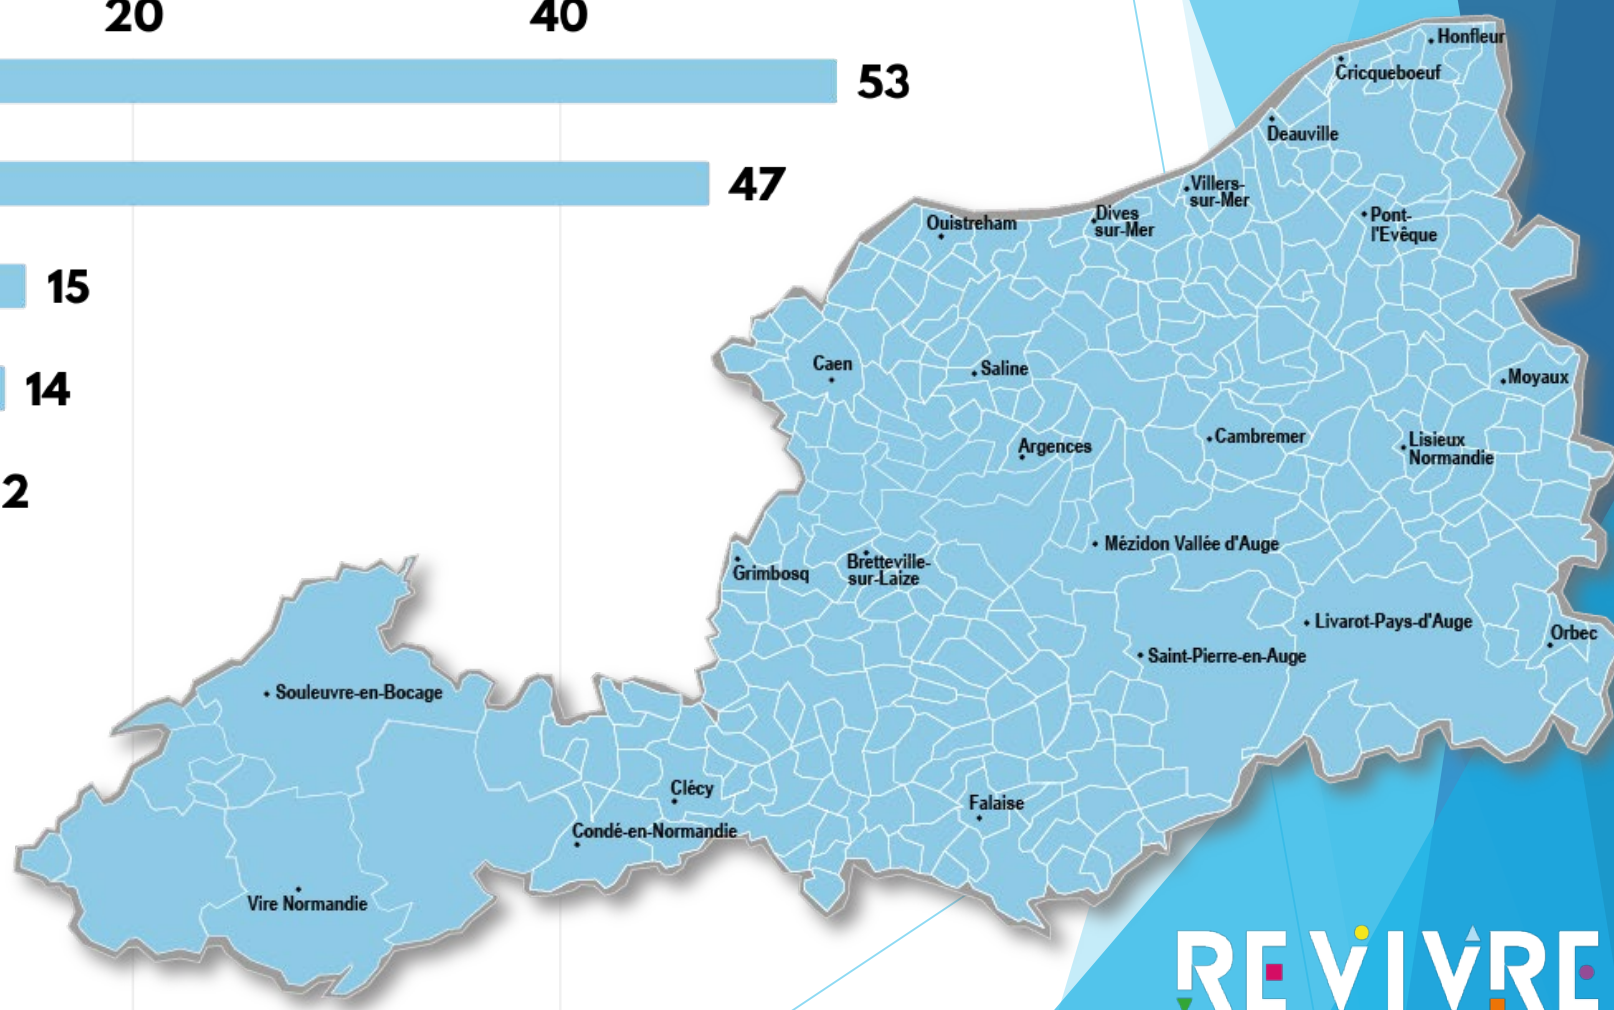 20
40
53
47
15
14
2
Honfleur
Cricqueboeuf
Deauville
Villers-
sur-Mer
Dives
sur-Mer
Ouistreham
Pont-
l'Evêque
Caen
Saline
Moyaux
Argences
Cambremer
Lisieux
Normandie
Mézidon Vallée d'Auge
Grimbosq
Bretteville-
sur-Laize
Livarot-Pays-d'Auge
Orbec
Saint-Pierre-en-Auge
Souleuvre-en-Bocage
Clécy
Falaise
Condé-en-Normandie
Vire Normandie
REVIVRE